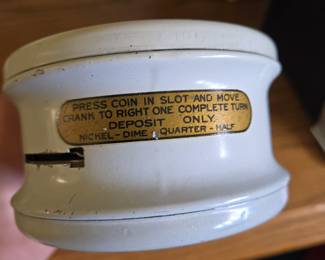 PRESS COIN IN SLOT AND MOVE
CRANK TO RIGHT ONE COMPLETE TURN
DEPOSIT ONLY
NICKEL - DIME - QUARTER - HALF